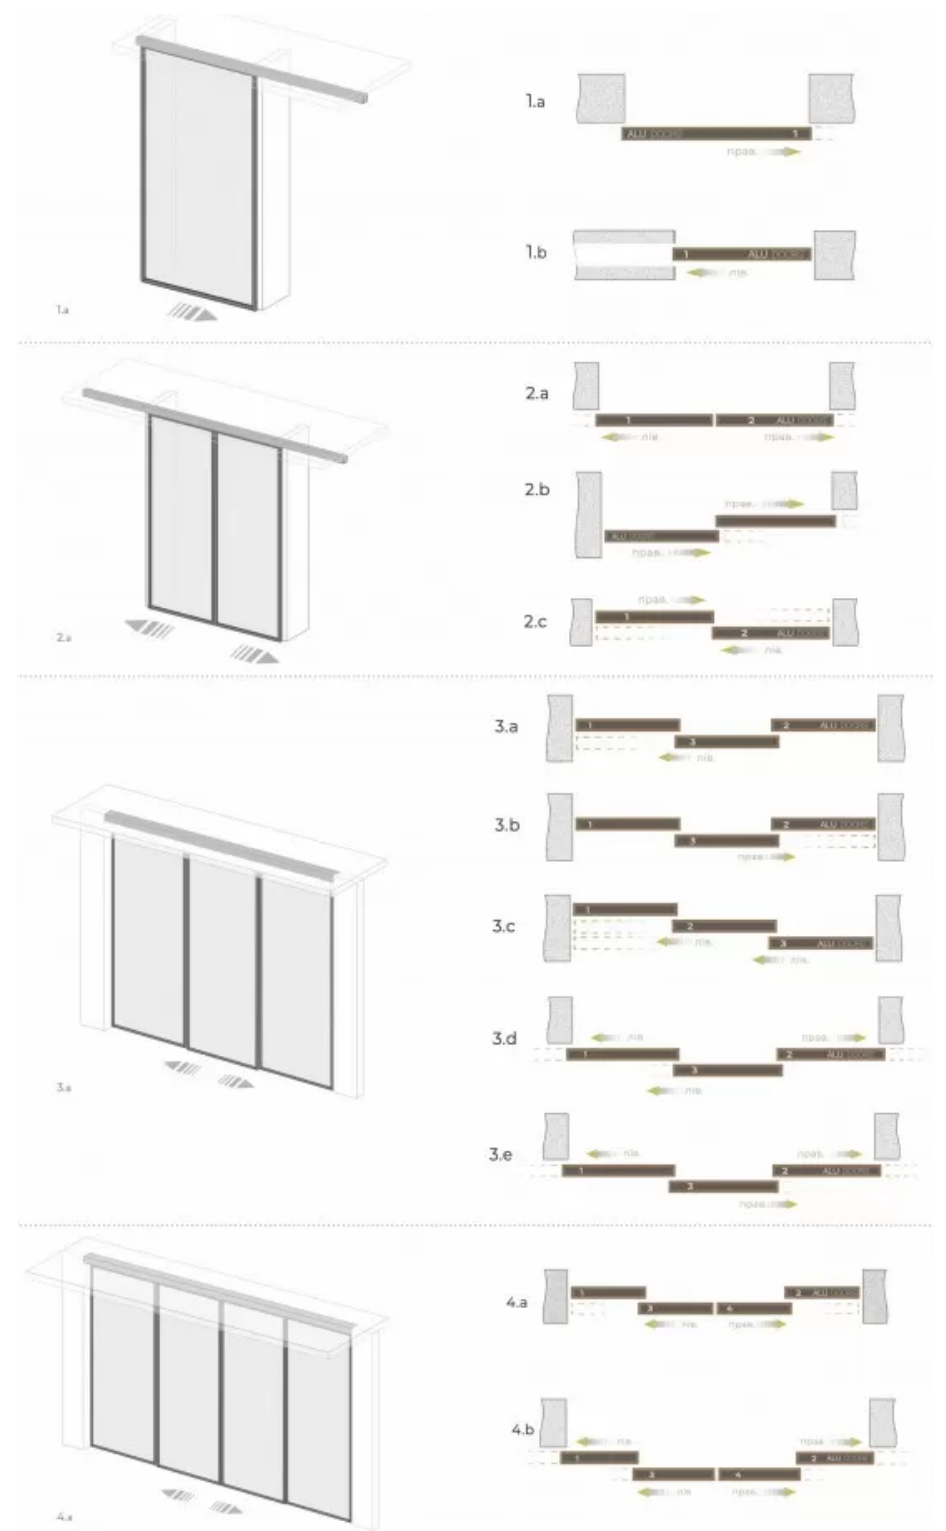 1.a
ALU DOORS 1
прав.
1.b
1 ALU DOORS
лів.
1.a
2.a
1 2 ALU DOORS
лів. прав.
2.b
прав.
ALU DOORS
прав.
2.c
прав.
1
2 ALU DOORS
лів.
2.a
3.a
1 2 ALU DOORS
3
лів.
3.b
1 2 ALU DOORS
3
прав.
3.c
1
2
лів.
3 ALU DOORS
лів.
3.d
лів. прав.
1 2 ALU DOORS
3
лів.
3.a
3.e
лів. прав.
1 2 ALU DOORS
3
прав.
4.a
1 2 ALU DOORS
3 4
лів. прав.
4.b
лів. прав.
1 2 ALU DOORS
3 4
лів. прав.
4.a